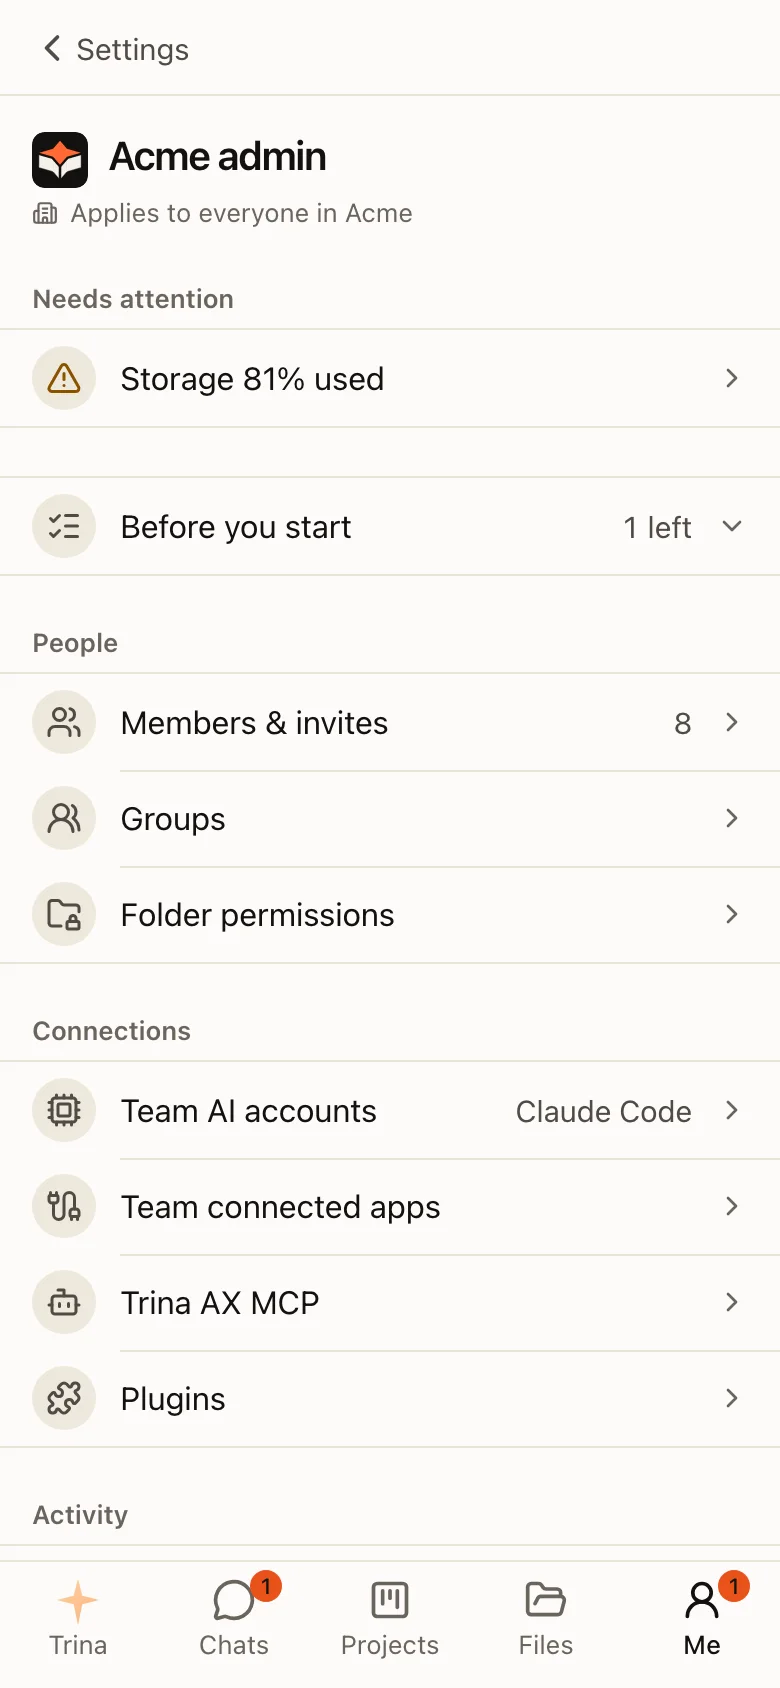 Settings
Acme admin
Applies to everyone in Acme
Needs attention
Storage 81% used
Before you start 1 left
People
Members & invites 8
Groups
Folder permissions
Connections
Team AI accounts Claude Code
Team connected apps
Trina AX MCP
Plugins
Activity
1 1
Trina Chats Projects Files Me